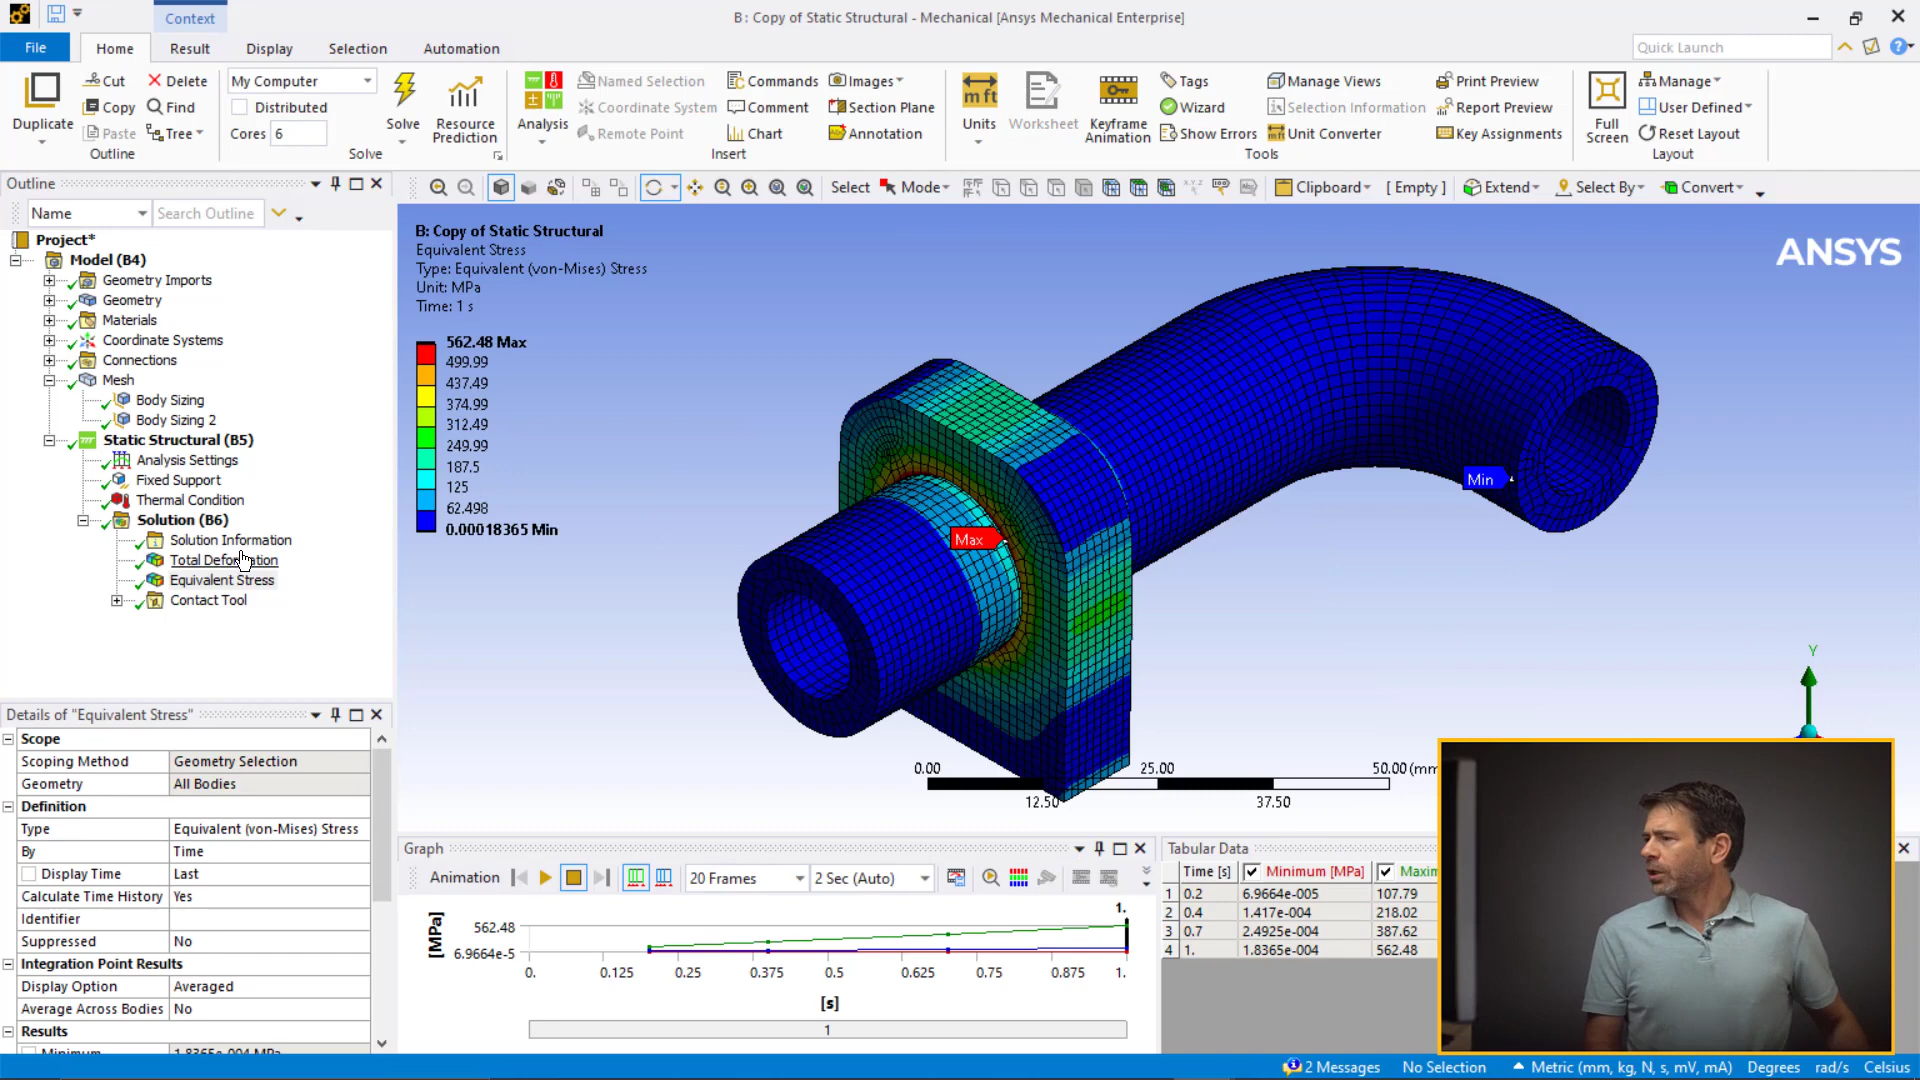 Context
B : Copy of Static Structural - Mechanical [Ansys Mechanical Enterprise]
File
Home
Result
Display
Selection
Automation
Quick Launch
Duplicate
Cut
Delete
Copy
Find
Paste
Tree
Outline
My Computer
Distributed
Cores 6
Solve
Resource
Prediction
Solve
Analysis
Named Selection
Coordinate System
Remote Point
Commands
Comment
Chart
Images
Section Plane
Annotation
Insert
Units
Worksheet
Keyframe
Animation
Tags
Wizard
Show Errors
Manage Views
Selection Information
Unit Converter
Print Preview
Report Preview
Key Assignments
Tools
Full
Screen
Manage
User Defined
Reset Layout
Layout
Outline
Name
Search Outline
Select
Mode
Clipboard
[ Empty ]
Extend
Select By
Convert
Project*
Model (B4)
Geometry Imports
Geometry
Materials
Coordinate Systems
Connections
Mesh
Body Sizing
Body Sizing 2
Static Structural (B5)
Analysis Settings
Fixed Support
Thermal Condition
Solution (B6)
Solution Information
Total Deformation
Equivalent Stress
Contact Tool
B: Copy of Static Structural
Equivalent Stress
Type: Equivalent (von-Mises) Stress
Unit: MPa
Time: 1 s
562.48 Max
499.99
437.49
374.99
312.49
249.99
187.5
125
62.498
0.00018365 Min
ANSYS
Max
Min
Y
0.00
25.00
50.00 (mm
12.50
37.50
Details of "Equivalent Stress"
Scope
Scoping Method Geometry Selection
Geometry All Bodies
Definition
Type Equivalent (von-Mises) Stress
By Time
Display Time Last
Calculate Time History Yes
Identifier
Suppressed No
Integration Point Results
Display Option Averaged
Average Across Bodies No
Results
Minimum 1.8365e-004 MPa
Graph
Animation
20 Frames
2 Sec (Auto)
[MPa]
562.48
6.9664e-5
1.
0.
0.125
0.25
0.375
0.5
0.625
0.75
0.875
1.
[s]
1
Tabular Data
Time [s] Minimum [MPa] Maxim
1 0.2 6.9664e-005 107.79
2 0.4 1.417e-004 218.02
3 0.7 2.4925e-004 387.62
4 1. 1.8365e-004 562.48
2 Messages
No Selection
Metric (mm, kg, N, s, mV, mA)
Degrees
rad/s
Celsius